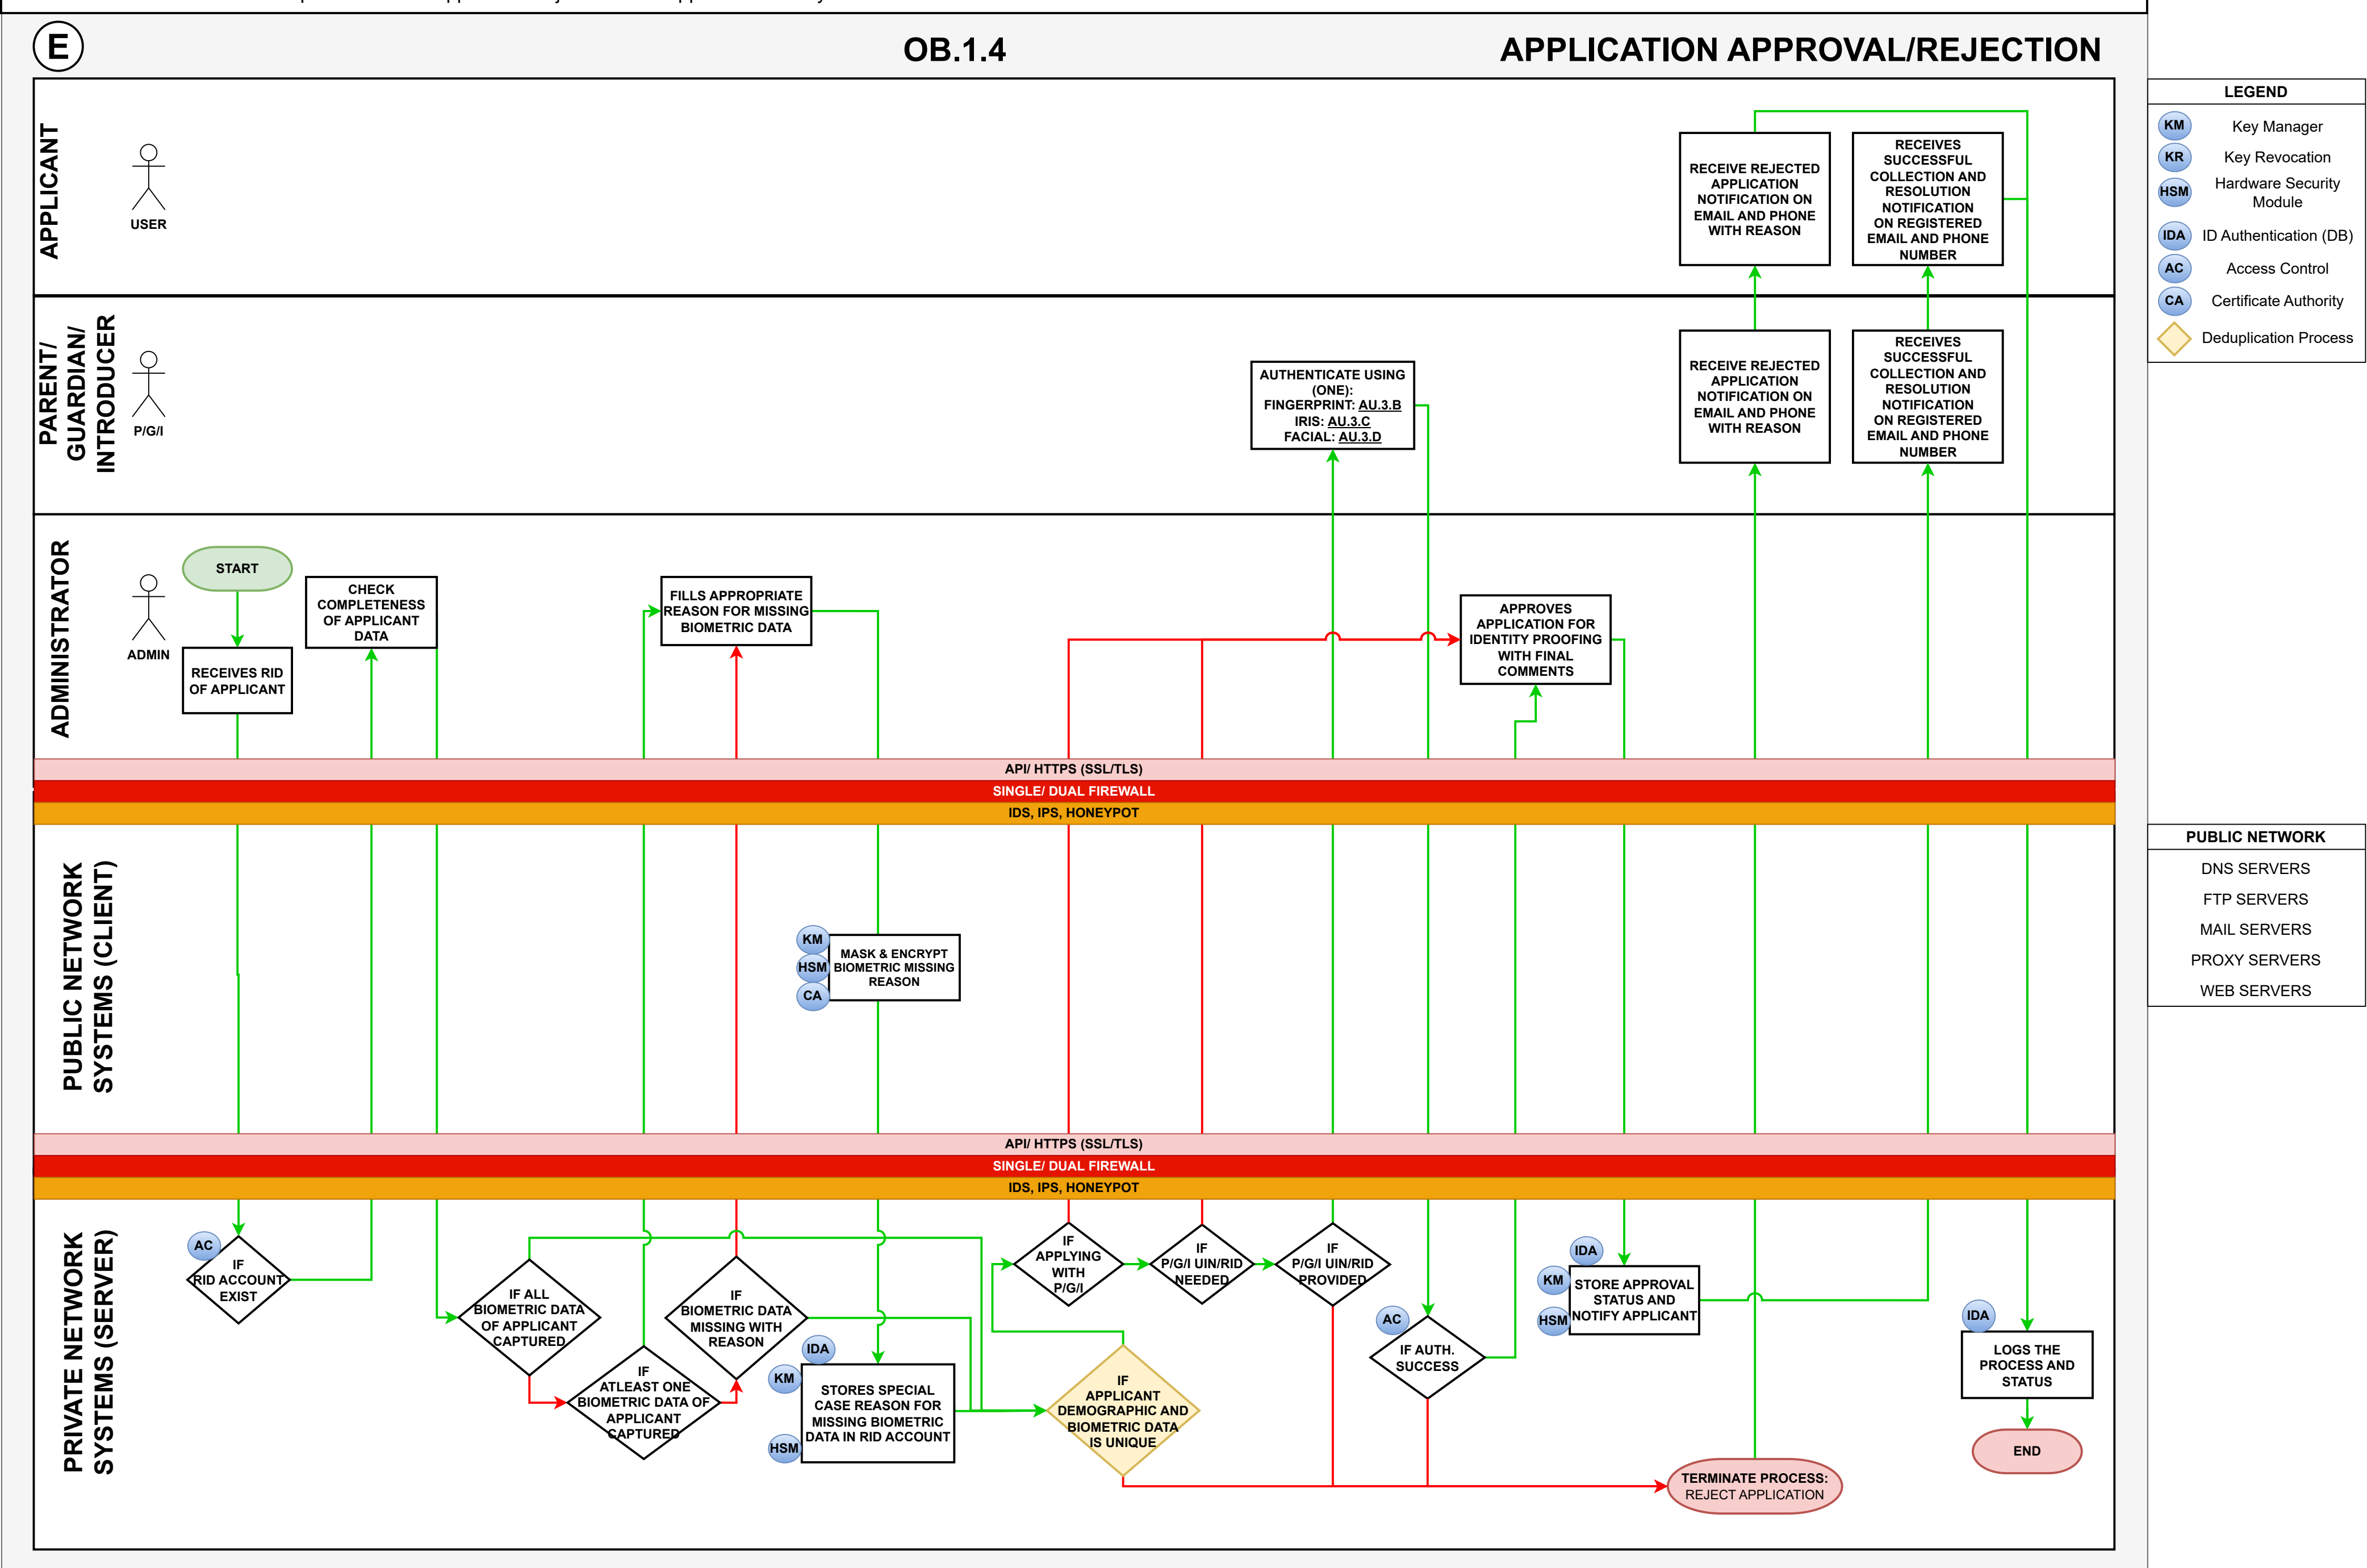 E
OB.1.4
APPLICATION APPROVAL/REJECTION
APPLICANT
USER
RECEIVE REJECTED
APPLICATION
NOTIFICATION ON
EMAIL AND PHONE
WITH REASON
RECEIVES
SUCCESSFUL
COLLECTION AND
RESOLUTION
NOTIFICATION
ON REGISTERED
EMAIL AND PHONE
NUMBER
LEGEND
KM
Key Manager
KR
Key Revocation
HSM
Hardware Security
Module
IDA
ID Authentication (DB)
AC
Access Control
CA
Certificate Authority
Deduplication Process
PARENT/
GUARDIAN/
INTRODUCER
P/G/I
AUTHENTICATE USING
(ONE):
FINGERPRINT: AU.3.B
IRIS: AU.3.C
FACIAL: AU.3.D
RECEIVE REJECTED
APPLICATION
NOTIFICATION ON
EMAIL AND PHONE
WITH REASON
RECEIVES
SUCCESSFUL
COLLECTION AND
RESOLUTION
NOTIFICATION
ON REGISTERED
EMAIL AND PHONE
NUMBER
ADMINISTRATOR
ADMIN
START
RECEIVES RID
OF APPLICANT
CHECK
COMPLETENESS
OF APPLICANT
DATA
FILLS APPROPRIATE
REASON FOR MISSING
BIOMETRIC DATA
APPROVES
APPLICATION FOR
IDENTITY PROOFING
WITH FINAL
COMMENTS
API/ HTTPS (SSL/TLS)
SINGLE/ DUAL FIREWALL
IDS, IPS, HONEYPOT
PUBLIC NETWORK
SYSTEMS (CLIENT)
KM
HSM
CA
MASK & ENCRYPT
BIOMETRIC MISSING
REASON
PUBLIC NETWORK
DNS SERVERS
FTP SERVERS
MAIL SERVERS
PROXY SERVERS
WEB SERVERS
API/ HTTPS (SSL/TLS)
SINGLE/ DUAL FIREWALL
IDS, IPS, HONEYPOT
PRIVATE NETWORK
SYSTEMS (SERVER)
AC
IF
RID ACCOUNT
EXIST
IF ALL
BIOMETRIC DATA
OF APPLICANT
CAPTURED
IF
ATLEAST ONE
BIOMETRIC DATA OF
APPLICANT
CAPTURED
IF
BIOMETRIC DATA
MISSING WITH
REASON
IDA
KM
HSM
STORES SPECIAL
CASE REASON FOR
MISSING BIOMETRIC
DATA IN RID ACCOUNT
IF
APPLYING
WITH
P/G/I
IF
P/G/I UIN/RID
NEEDED
IF
P/G/I UIN/RID
PROVIDED
IF
APPLICANT
DEMOGRAPHIC AND
BIOMETRIC DATA
IS UNIQUE
AC
IF AUTH.
SUCCESS
IDA
KM
HSM
STORE APPROVAL
STATUS AND
NOTIFY APPLICANT
TERMINATE PROCESS:
REJECT APPLICATION
IDA
LOGS THE
PROCESS AND
STATUS
END